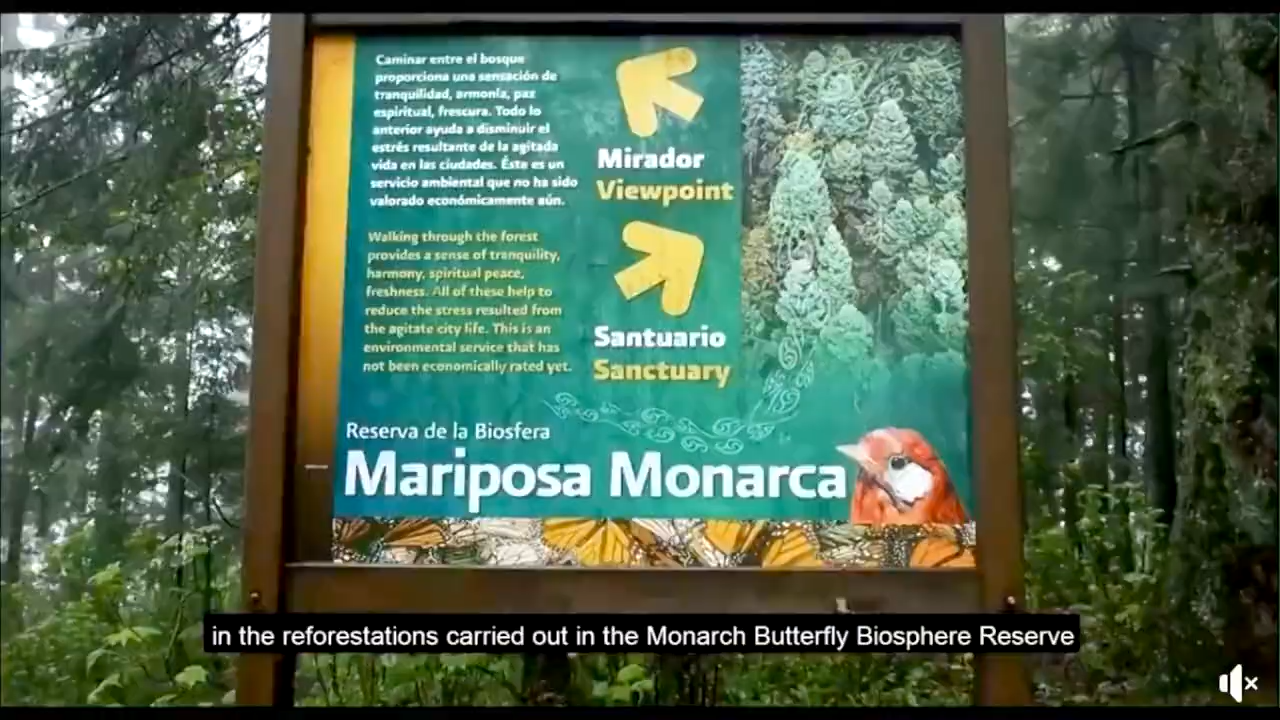 Caminar entre el bosque
proporciona una sensación de
tranquilidad, armonía, paz
espiritual, frescura. Todo lo
anterior ayuda a disminuir el
estrés resultante de la agitada
vida en las ciudades. Éste es un
servicio ambiental que no ha sido
valorado económicamente aún.
Walking through the forest
provides a sense of tranquility,
harmony, spiritual peace,
freshness. All of these help to
reduce the stress resulted from
the agitate city life. This is an
environmental service that has
not been economically rated yet.
Mirador
Viewpoint
Santuario
Sanctuary
Reserva de la Biosfera
Mariposa Monarca
in the reforestations carried out in the Monarch Butterfly Biosphere Reserve